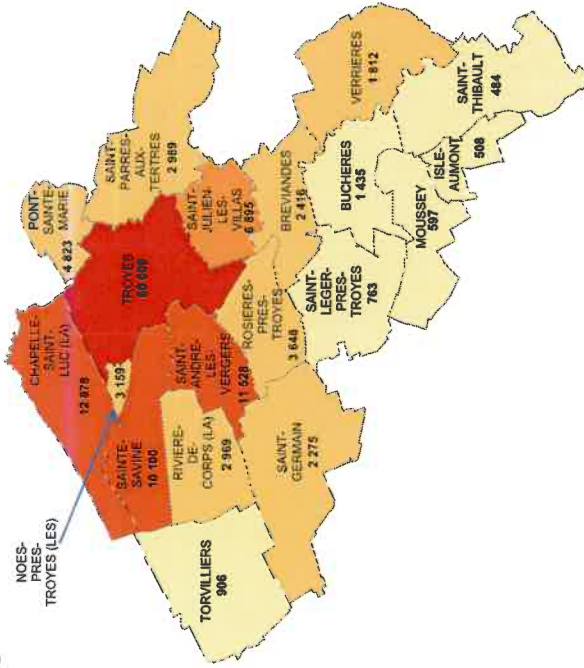 NOES-
PRES-
TROYES (LES)
CHAPELLE-
SAINT-
LUC (LA)
12 878
PONT-
SAINTE-
MARIE
4 823
SAINT-
PARRES-
AUX-
TERTRES
2 989
TROYES
60 009
3 159
SAINTE-
SAVINE
10 100
SAINT-
ANDRE-
LES-
VERGERS
11 528
SAINT-
JULIEN-
LES-
VILLAS
6 895
TORVILLIERS
906
RIVIERE-
DE-
CORPS (LA)
2 969
ROSIERES-
PRES-
TROYES
3 648
BREVIANDES
2 416
VERRIERES
1 812
SAINT-
GERMAIN
2 275
SAINT-
LEGER-
PRES-
TROYES
763
BUCHERES
1 435
MOUSSEY
597
ISLE-
AUMONT
508
SAINT-
THIBAULT
484